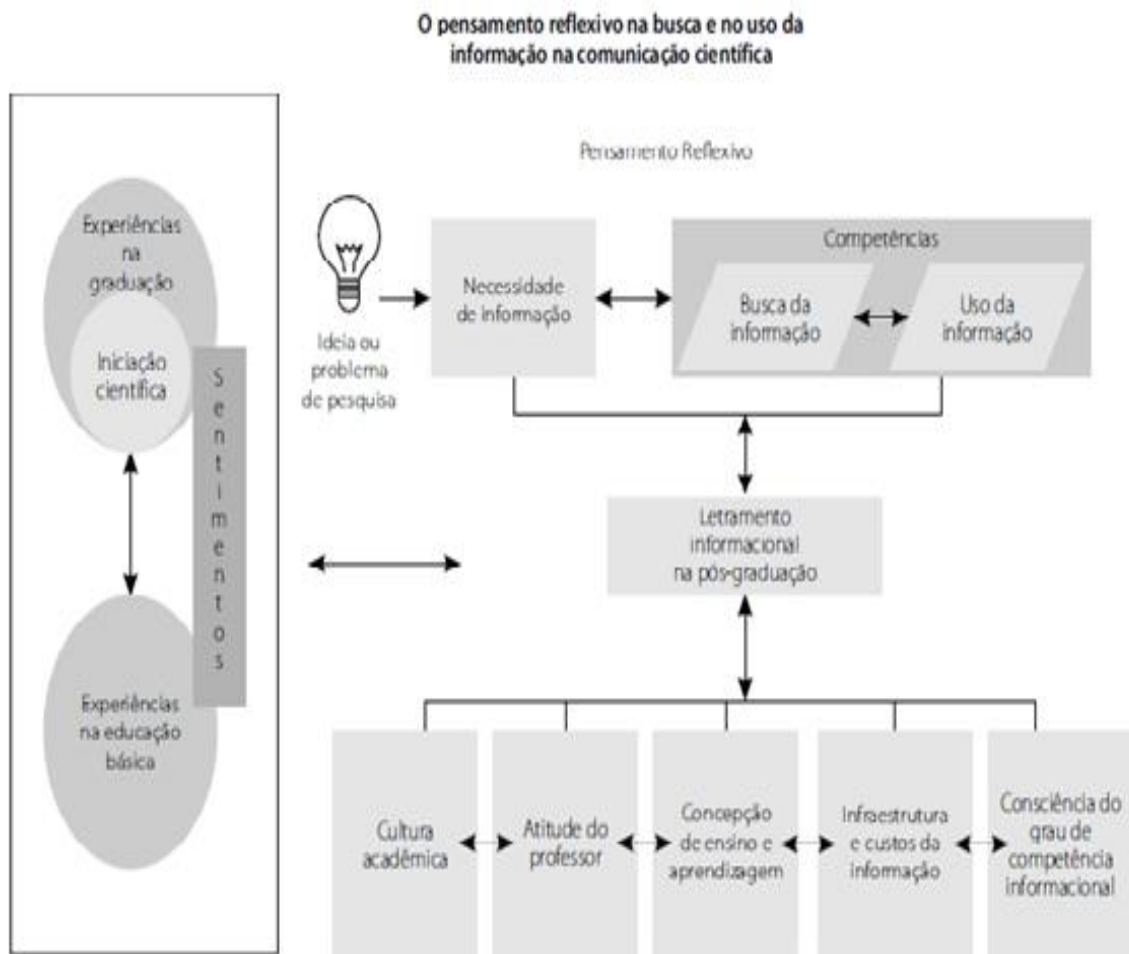 O pensamento reflexivo na busca e no uso da
informação na comunicação científica
Pensamento Reflexivo
Experiências
na
graduação
Iniciação
científica
Sentimentos
Experiências
na educação
básica
Ideia ou
problema
de pesquisa
Necessidade
de informação
Competências
Busca da
informação
Uso da
informação
Letramento
informacional
na pós-graduação
Cultura
acadêmica
Atitude do
professor
Concepção
de ensino e
aprendizagem
Infraestrutura
e custos da
informação
Consciência do
grau de
competência
informacional